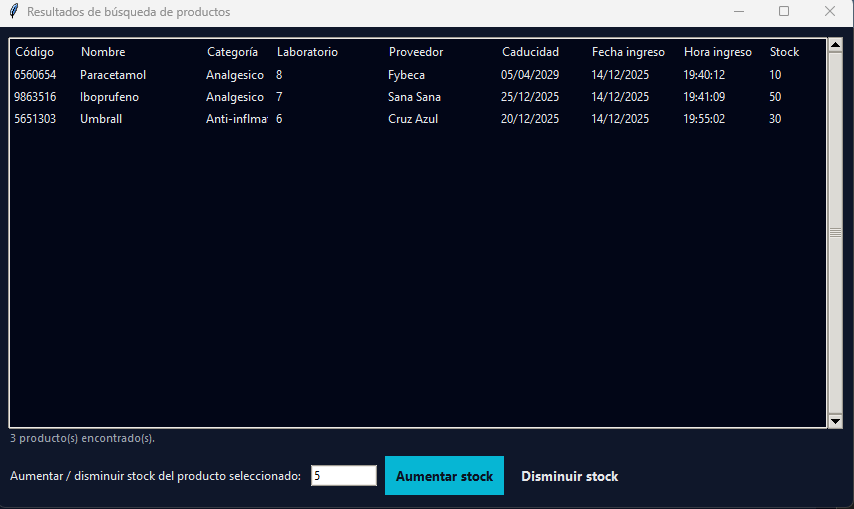 Resultados de búsqueda de productos
Código Nombre Categoría Laboratorio Proveedor Caducidad Fecha ingreso Hora ingreso Stock
6560654 Paracetamol Analgesico 8 Fybeca 05/04/2029 14/12/2025 19:40:12 10
9863516 Iboprufeno Analgesico 7 Sana Sana 25/12/2025 14/12/2025 19:41:09 50
5651303 Umbrall Anti-inflma 6 Cruz Azul 20/12/2025 14/12/2025 19:55:02 30
3 producto(s) encontrado(s).
Aumentar / disminuir stock del producto seleccionado: 5 Aumentar stock Disminuir stock